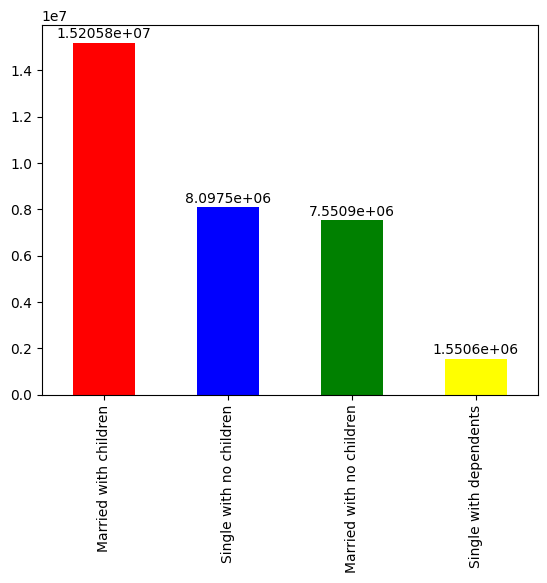 1e7
1.52058e+07
1.4
1.2
1.0
8.0975e+06
0.8
7.5509e+06
0.6
0.4
0.2
1.5506e+06
0.0
Married with children
Single with no children
Married with no children
Single with dependents